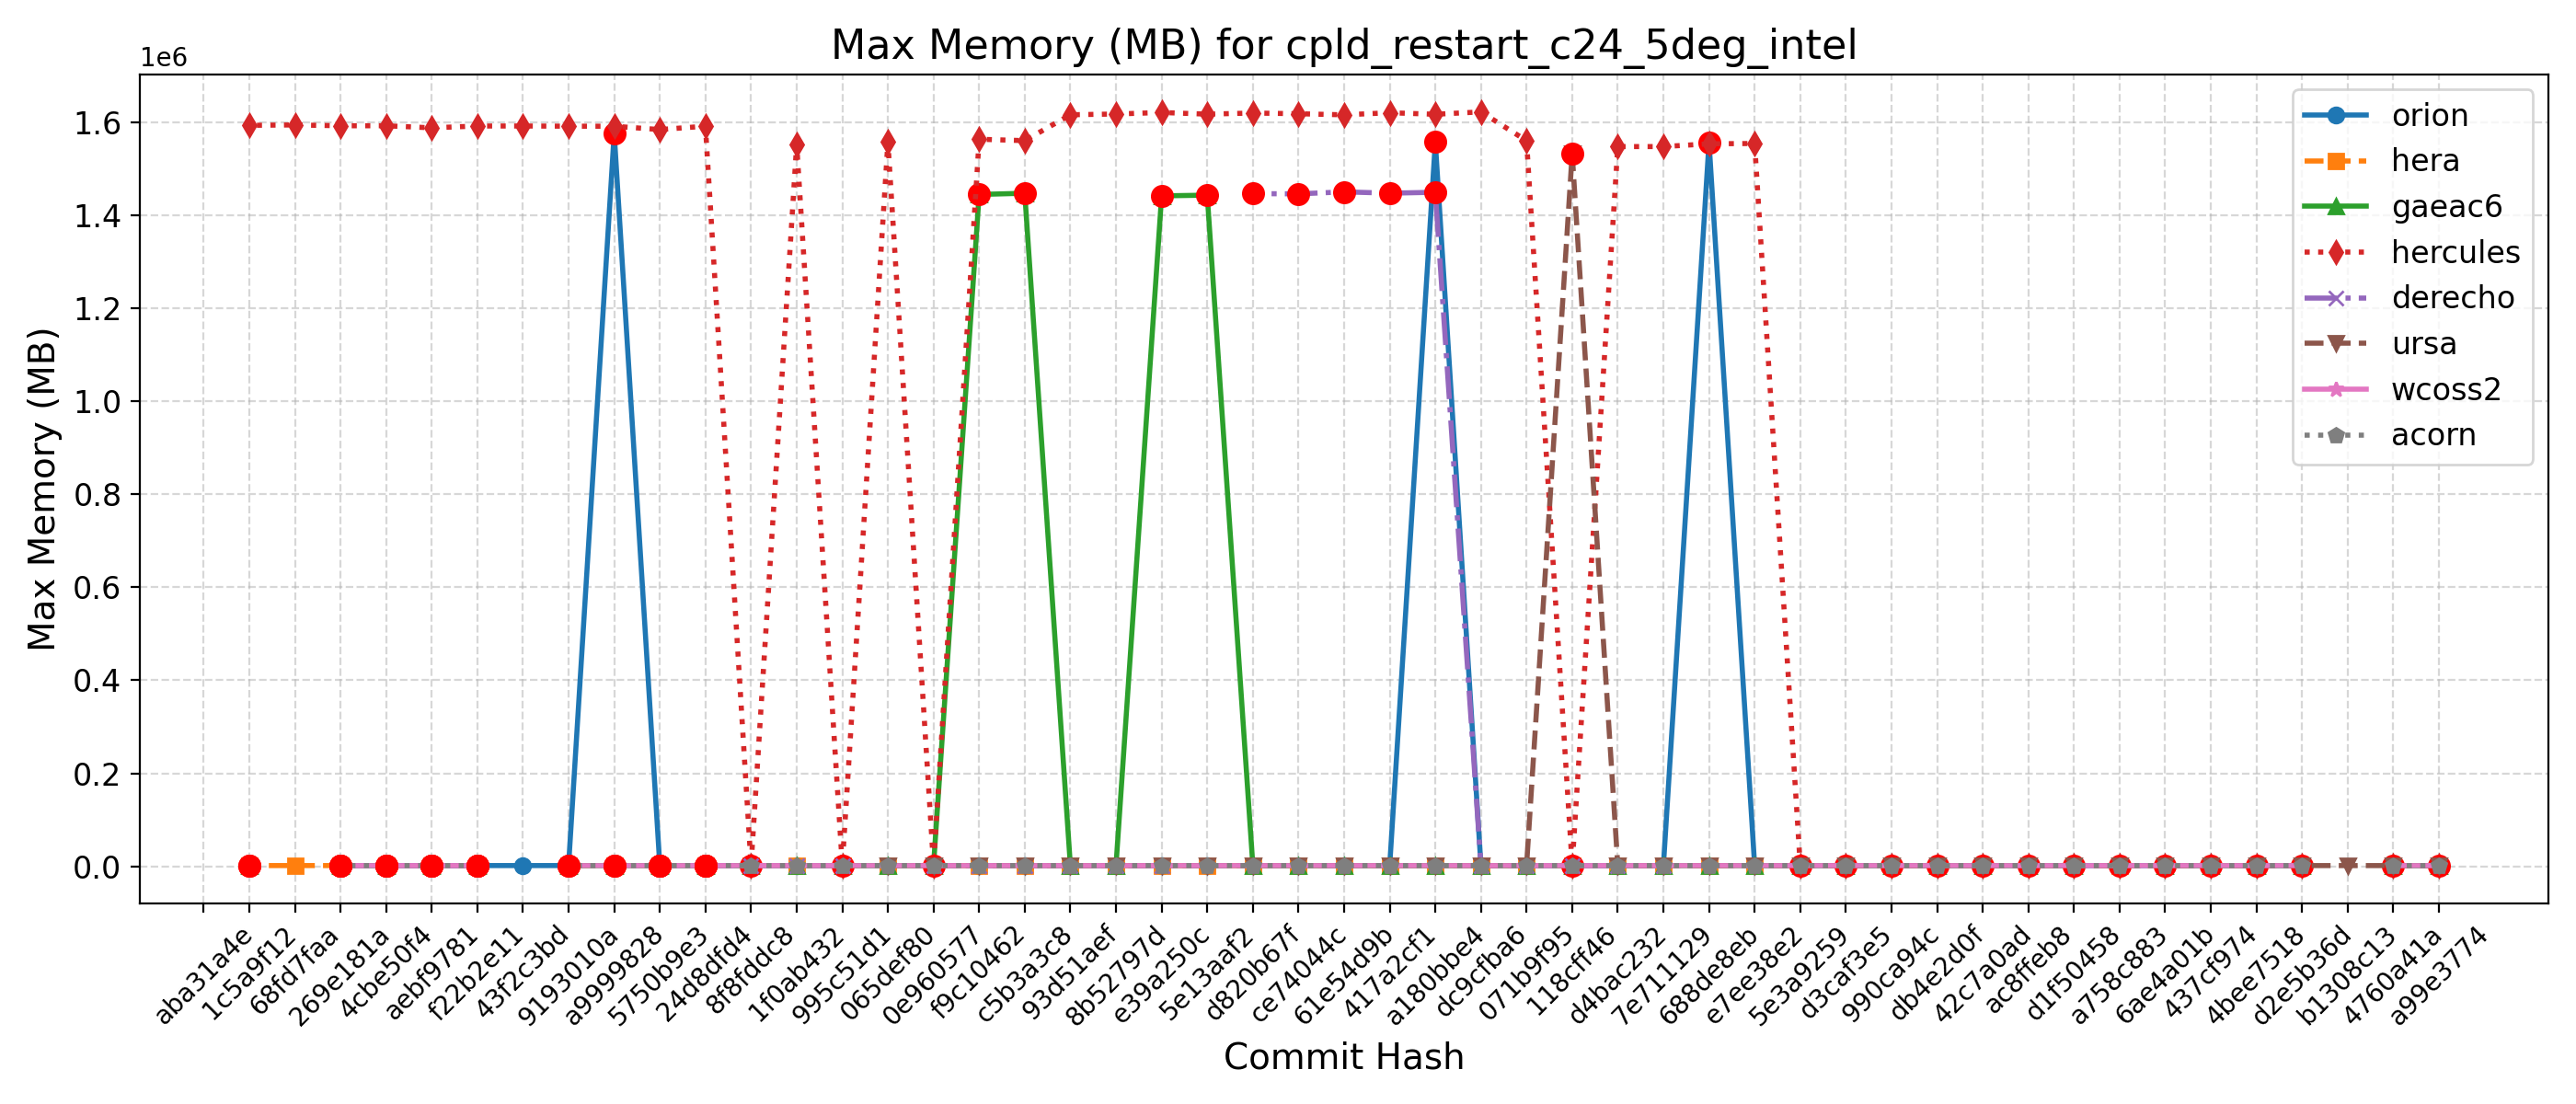 Max Memory (MB) for cpld_restart_c24_5deg_intel
1e6
1.6
1.4
1.2
1.0
0.8
0.6
0.4
0.2
0.0
Max Memory (MB)
orion
hera
gaeac6
hercules
derecho
ursa
wcoss2
acorn
aba31a4e
1c5a9f12
68fd7faa
269e181a
4cbe50f4
aebf9781
f22b2e11
43f2c3bd
9193010a
a9999828
5750b9e3
24d8dfd4
8f8fddc8
1f0ab432
995c51d1
065def80
0e960577
f9c10462
c5b3a3c8
93d51aef
8b52797d
e39a250c
5e13aaf2
d820b67f
ce74044c
61e54d9b
417a2cf1
a180bbe4
dc9cfba6
071b9f95
118cff46
d4bac232
7e711129
688de8eb
e7ee38e2
5e3a9259
d3caf3e5
990ca94c
db4e2d0f
42c7a0ad
ac8ffeb8
d1f50458
a758c883
6ae4a01b
437cf974
4bee7518
d2e5b36d
b1308c13
4760a41a
a99e3774
Commit Hash